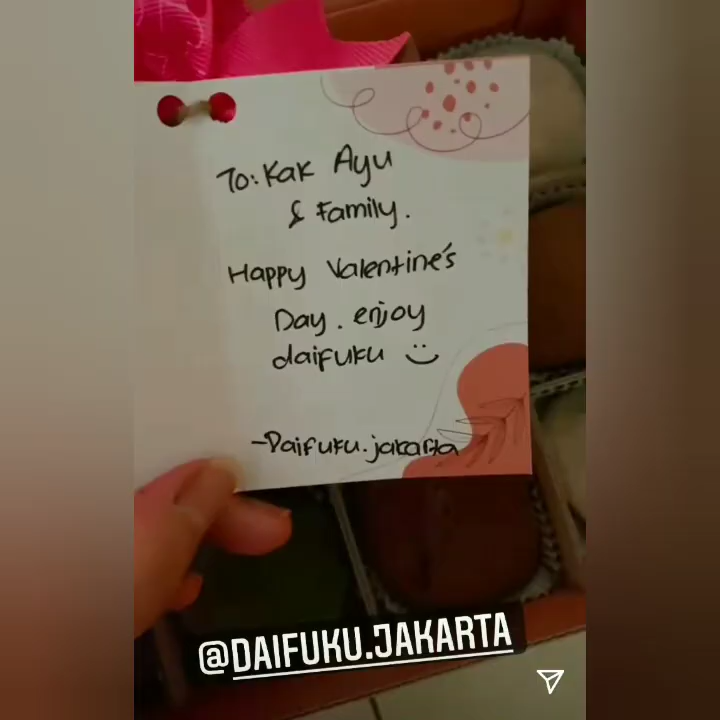 To: Kak Ayu
& Family.
Happy Valentine's
Day. enjoy
daifuku
-Daifuku.jakarta
@DAIFUKU.JAKARTA